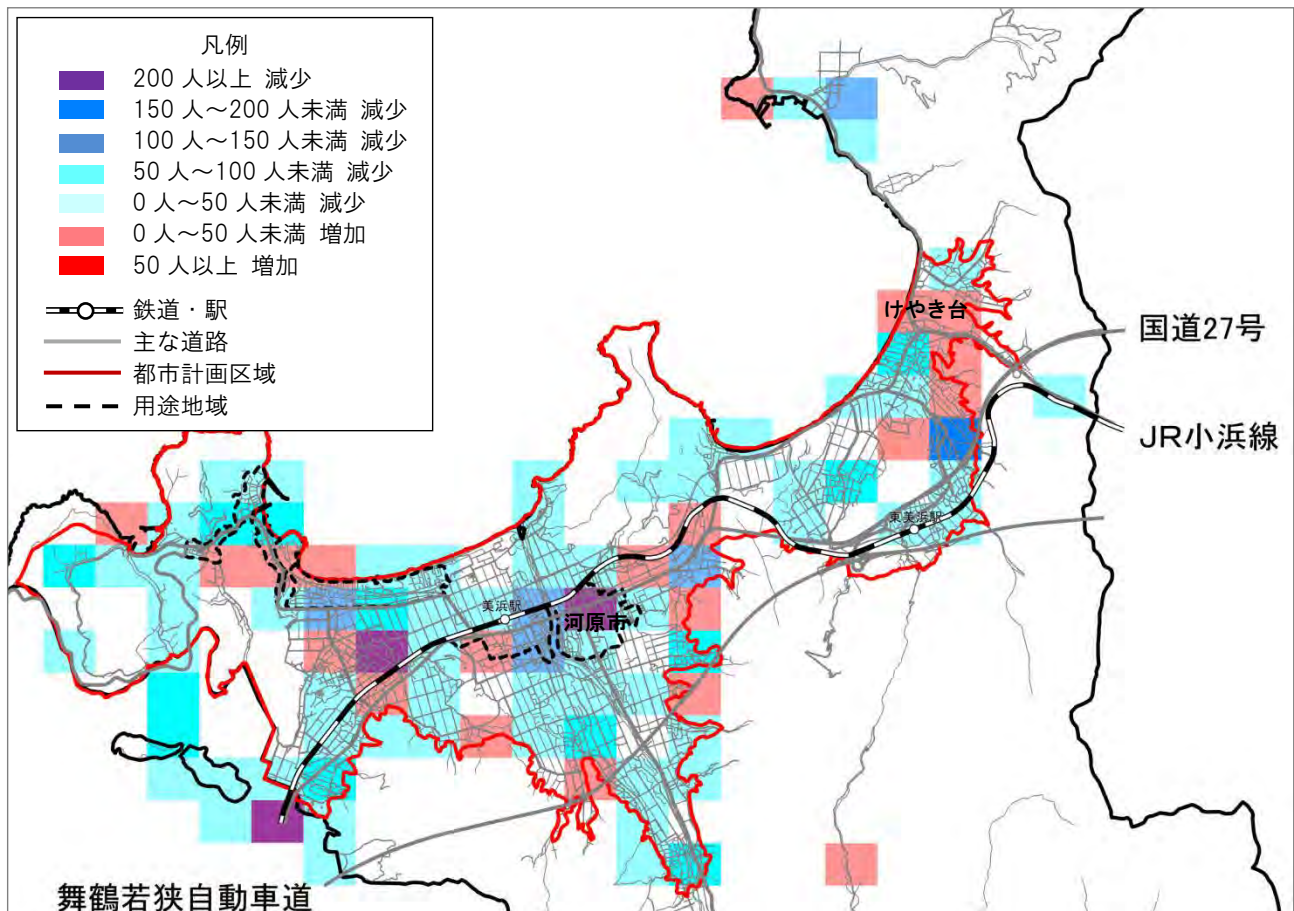 凡例
200 人以上 減少
150 人～200 人未満 減少
100 人～150 人未満 減少
50 人～100 人未満 減少
0 人～50 人未満 減少
0 人～50 人未満 増加
50 人以上 増加
鉄道・駅
主な道路
都市計画区域
用途地域
けやき台
国道27号
JR小浜線
東美浜駅
美浜駅
河原市
舞鶴若狭自動車道